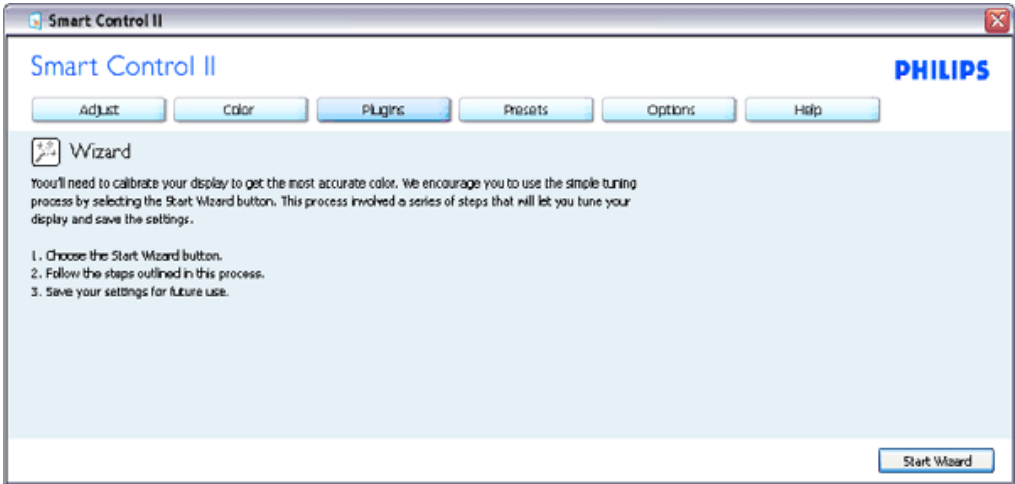 Smart Control II
Smart Control II
PHILIPS
Adjust Color Plugins Presets Options Help
Wizard
Yoou'll need to calibrate your display to get the most accurate color. We encourage you to use the simple tuning
process by selecting the Start Wizard button. This process involved a series of steps that will let you tune your
display and save the settings.
1. Choose the Start Wizard button.
2. Follow the steps outlined in this process.
3. Save your settings for future use.
Start Wizard